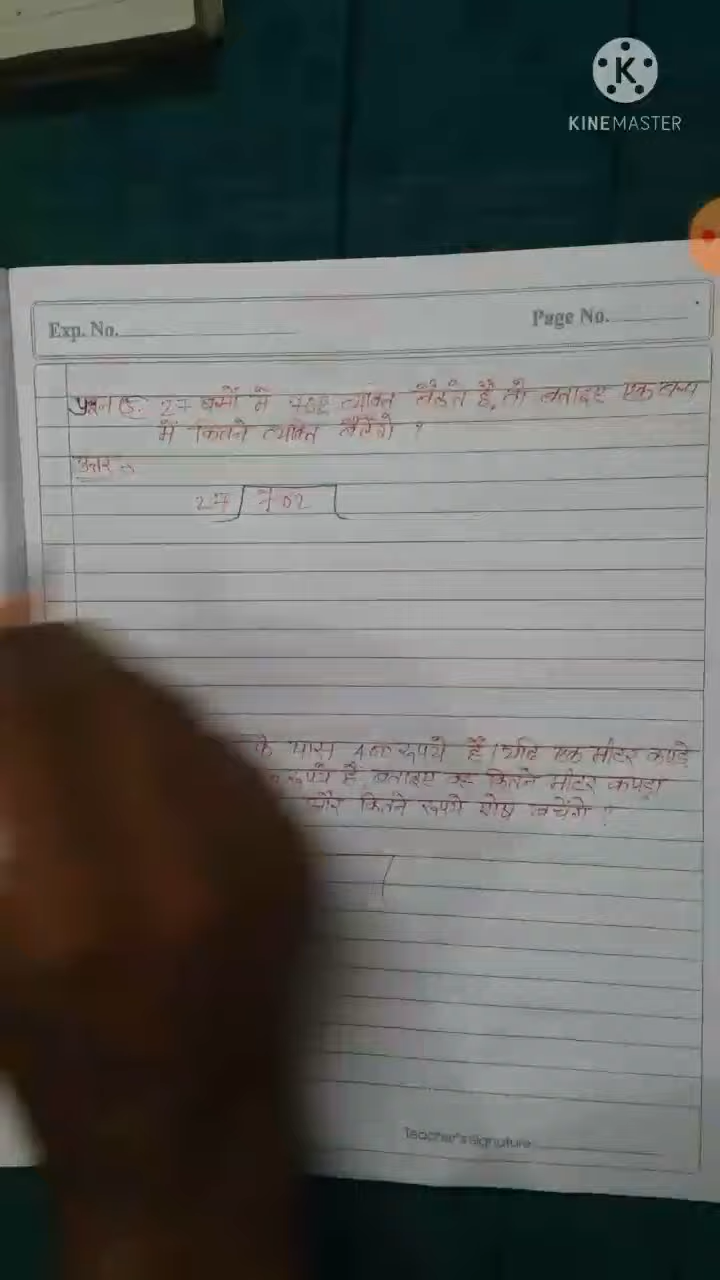 KINEMASTER
Exp. No.
Page No.
प्रश्न 5. 27 बसों में 702 व्यक्ति बैठते हैं, तो बताइए एक बस
में कितने व्यक्ति बैठेंगे ?
उत्तर →
27 702
के पास 400 रुपये हैं। यदि एक मीटर कपड़े
रुपये है, बताइए वह कितने मीटर कपड़ा
और कितने रुपये शेष बचेंगे ?
Teacher's signature